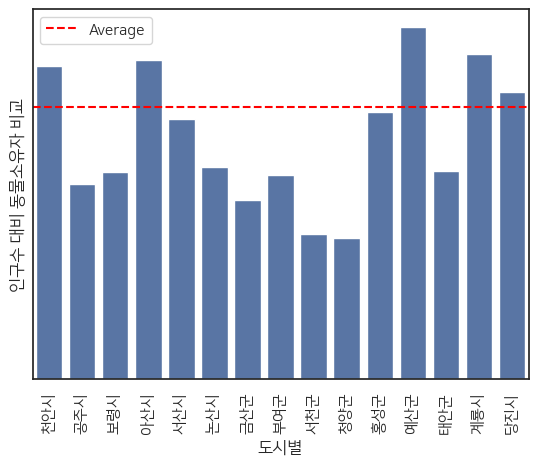 Average
인구수 대비 동물소유자 비교
천안시
공주시
보령시
아산시
서산시
논산시
금산군
부여군
서천군
청양군
홍성군
예산군
태안군
계룡시
당진시
도시별